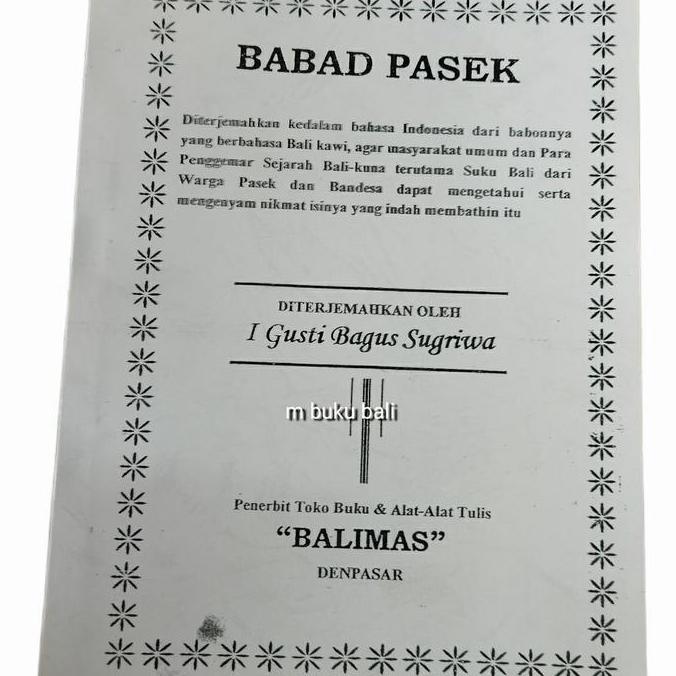 BABAD PASEK
Diterjemahkan kedalam bahasa Indonesia dari babonnya
yang berbahasa Bali kawi, agar masyarakat umum dan Para
Penggemar Sejarah Bali-kuna terutama Suku Bali dari
Warga Pasek dan Bandesa dapat mengetahui serta
mengenyam nikmat isinya yang indah membathin itu
DITERJEMAHKAN OLEH
I Gusti Bagus Sugriwa
m buku bali
Penerbit Toko Buku & Alat-Alat Tulis
“BALIMAS”
DENPASAR